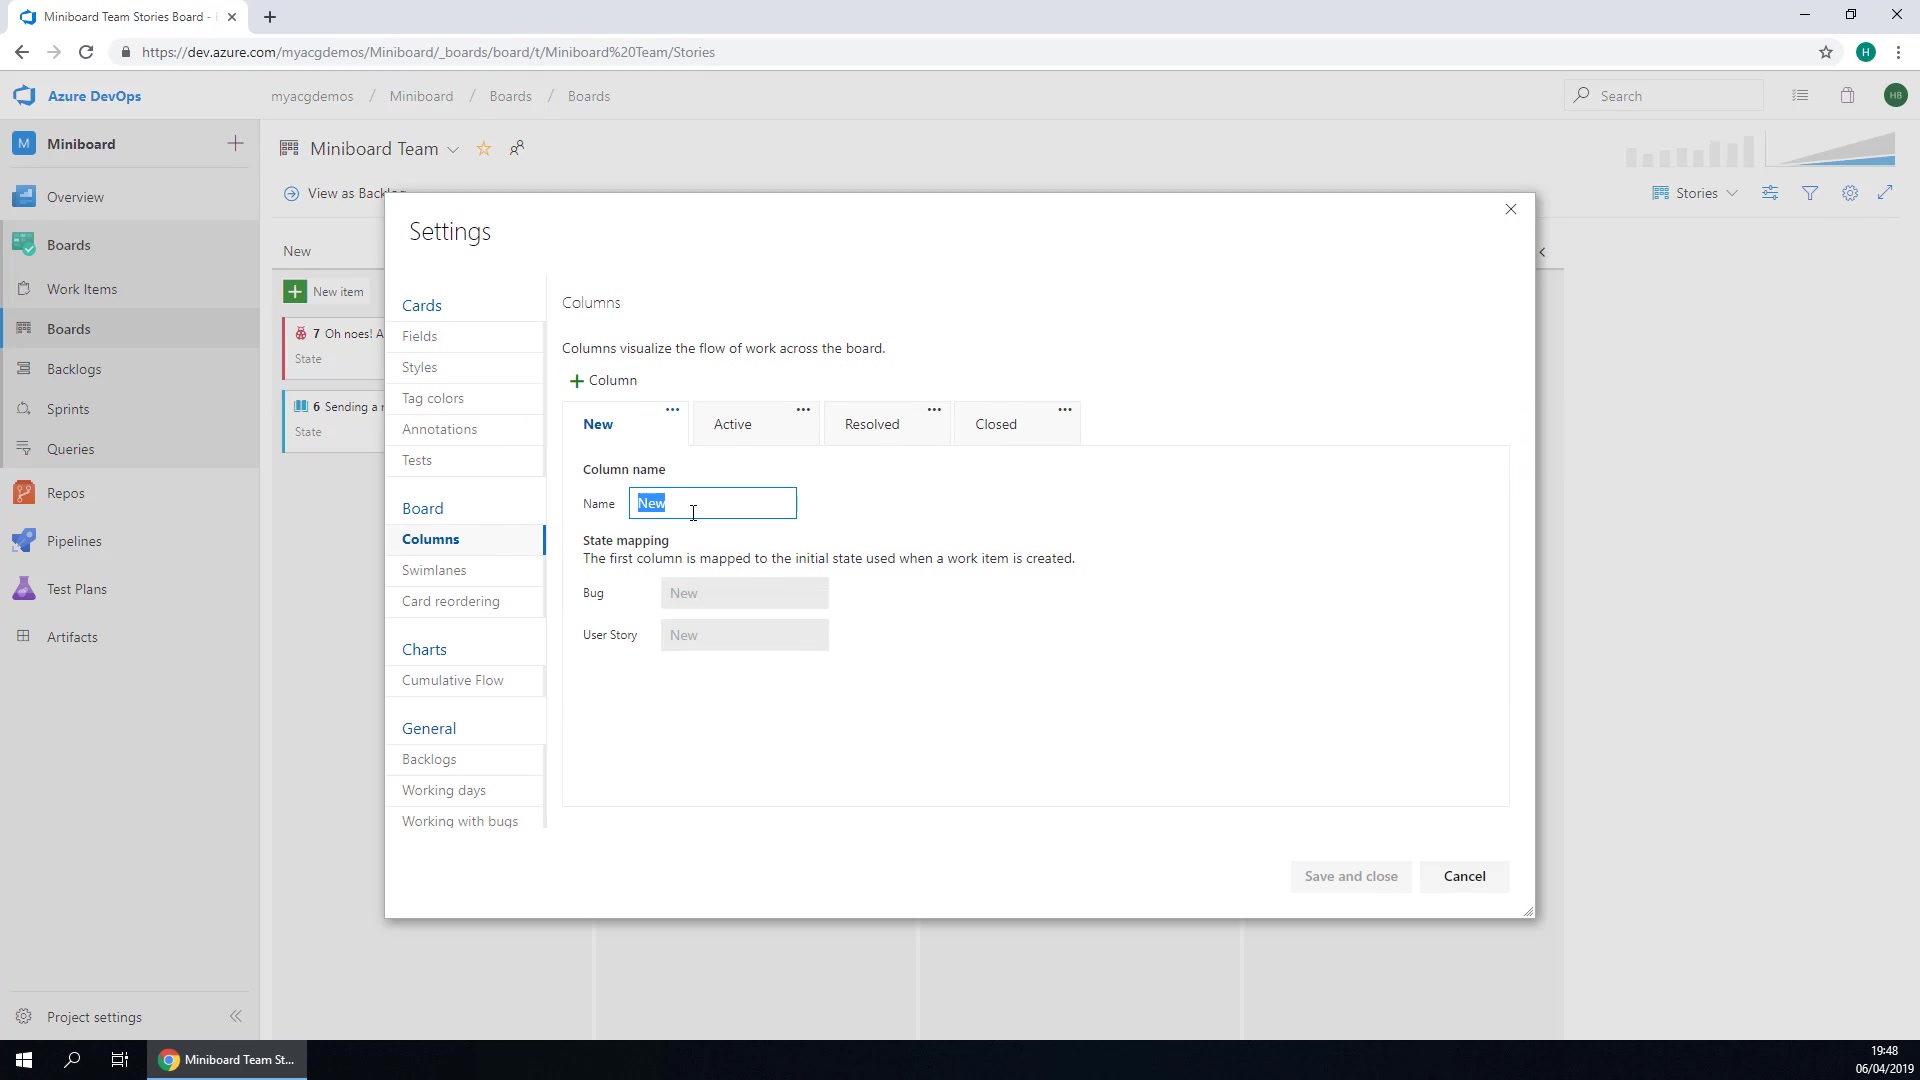 Miniboard Team Stories Board -
https://dev.azure.com/myacgdemos/Miniboard/_boards/board/t/Miniboard%20Team/Stories
H
Azure DevOps
myacgdemos / Miniboard / Boards / Boards
Search
HB
M Miniboard
Miniboard Team
Overview
View as Backlog
Stories
Boards
Work Items
Boards
Backlogs
Sprints
Queries
Repos
Pipelines
Test Plans
Artifacts
Project settings
New
New item
7 Oh noes! A
State
6 Sending a
State
Settings
Cards
Fields
Styles
Tag colors
Annotations
Tests
Board
Columns
Swimlanes
Card reordering
Charts
Cumulative Flow
General
Backlogs
Working days
Working with bugs
Columns
Columns visualize the flow of work across the board.
+ Column
New Active Resolved Closed
Column name
Name New
State mapping
The first column is mapped to the initial state used when a work item is created.
Bug New
User Story New
Save and close Cancel
Miniboard Team St...
19:48
06/04/2019